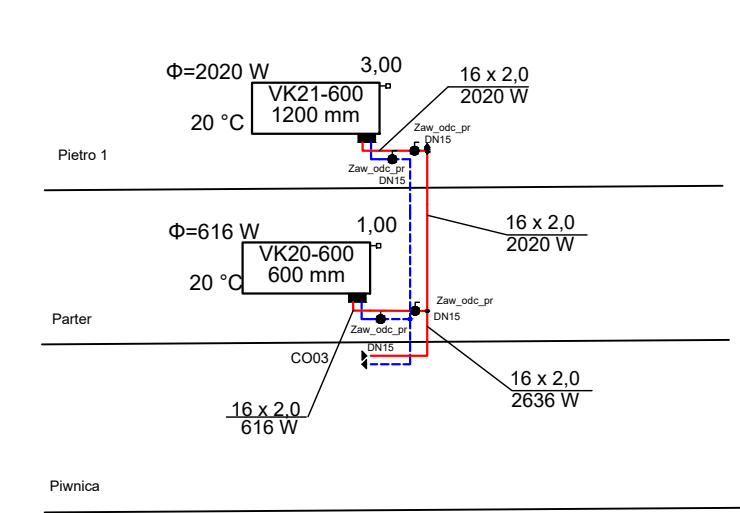 Φ=2020 W
3,00
VK21-600
1200 mm
20 °C
16 x 2,0
2020 W
Zaw_odc_pr
DN15
Zaw_odc_pr
DN15
Pietro 1
Φ=616 W
1,00
VK20-600
600 mm
20 °C
16 x 2,0
2020 W
Zaw_odc_pr
DN15
Zaw_odc_pr
DN15
Parter
CO03
16 x 2,0
2636 W
16 x 2,0
616 W
Piwnica